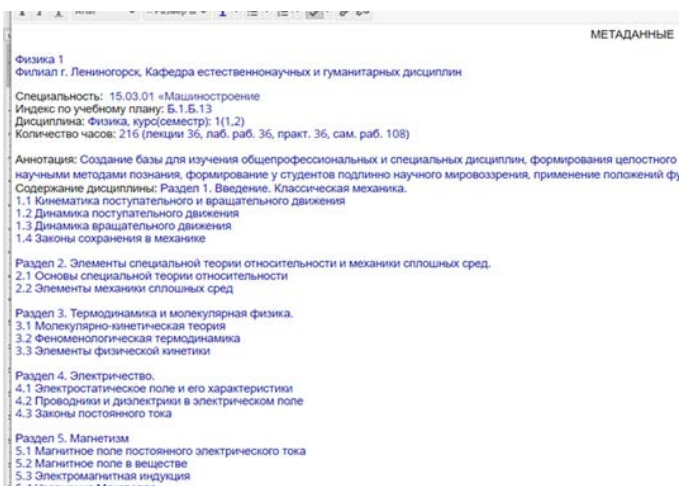 МЕТАДАННЫЕ
Физика 1
Филиал г. Лениногорск, Кафедра естественнонаучных и гуманитарных дисциплин
Специальность: 15.03.01 «Машиностроение
Индекс по учебному плану: Б.1.Б.13
Дисциплина: Физика, курс(семестр): 1(1,2)
Количество часов: 216 (лекции 36, лаб. раб. 36, практ. 36, сам. раб. 108)
Аннотация: Создание базы для изучения общепрофессиональных и специальных дисциплин, формирования целостного
научными методами познания, формирование у студентов подлинно научного мировоззрения, применение положений фу
Содержание дисциплины: Раздел 1. Введение. Классическая механика.
1.1 Кинематика поступательного и вращательного движения
1.2 Динамика поступательного движения
1.3 Динамика вращательного движения
1.4 Законы сохранения в механике
Раздел 2. Элементы специальной теории относительности и механики сплошных сред.
2.1 Основы специальной теории относительности
2.2 Элементы механики сплошных сред
Раздел 3. Термодинамика и молекулярная физика.
3.1 Молекулярно-кинетическая теория
3.2 Феноменологическая термодинамика
3.3 Элементы физической кинетики
Раздел 4. Электричество.
4.1 Электростатическое поле и его характеристики
4.2 Проводники и диэлектрики в электрическом поле
4.3 Законы постоянного тока
Раздел 5. Магнетизм
5.1 Магнитное поле постоянного электрического тока
5.2 Магнитное поле в веществе
5.3 Электромагнитная индукция